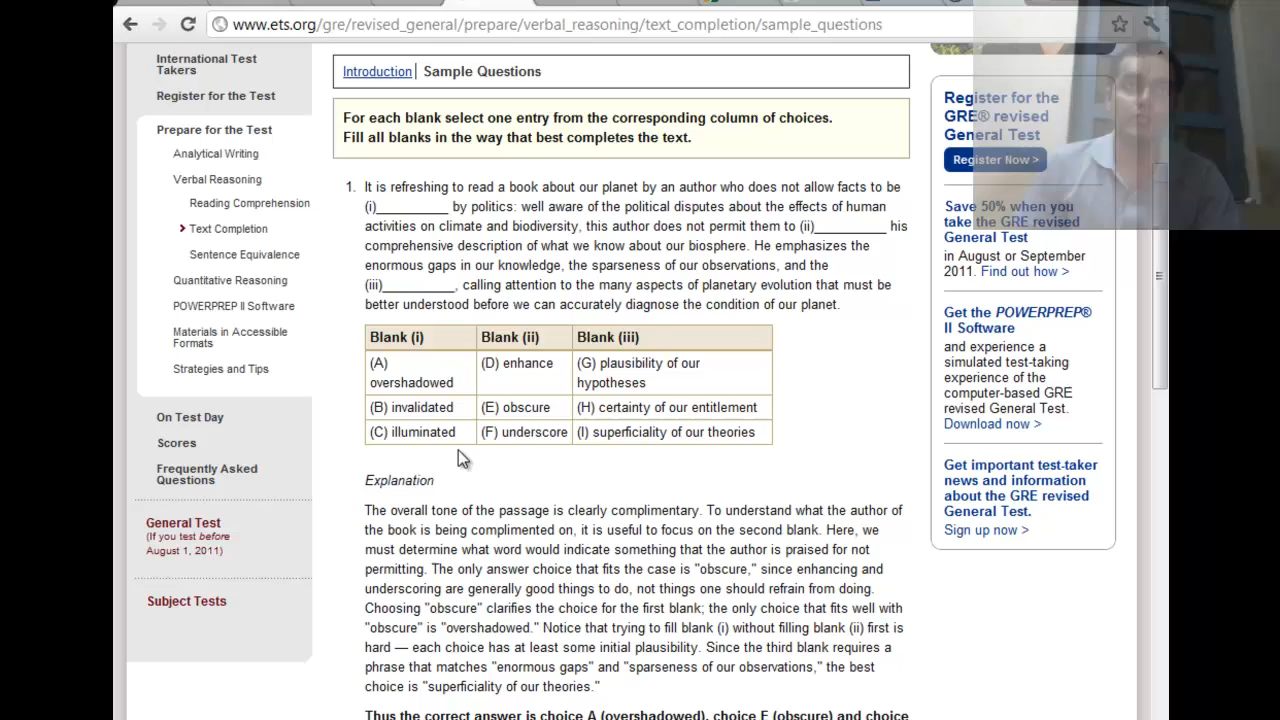 www.ets.org/gre/revised_general/prepare/verbal_reasoning/text_completion/sample_questions
International Test
Takers
Register for the Test
Prepare for the Test
Analytical Writing
Verbal Reasoning
Reading Comprehension
Text Completion
Sentence Equivalence
Quantitative Reasoning
POWERPREP II Software
Materials in Accessible
Formats
Strategies and Tips
On Test Day
Scores
Frequently Asked
Questions
General Test
(If you test before
August 1, 2011)
Subject Tests
Introduction | Sample Questions
For each blank select one entry from the corresponding column of choices.
Fill all blanks in the way that best completes the text.
1. It is refreshing to read a book about our planet by an author who does not allow facts to be
(i)__________ by politics: well aware of the political disputes about the effects of human
activities on climate and biodiversity, this author does not permit them to (ii)__________ his
comprehensive description of what we know about our biosphere. He emphasizes the
enormous gaps in our knowledge, the sparseness of our observations, and the
(iii)__________, calling attention to the many aspects of planetary evolution that must be
better understood before we can accurately diagnose the condition of our planet.
Blank (i) Blank (ii) Blank (iii)
(A) (D) enhance (G) plausibility of our
overshadowed hypotheses
(B) invalidated (E) obscure (H) certainty of our entitlement
(C) illuminated (F) underscore (I) superficiality of our theories
Explanation
The overall tone of the passage is clearly complimentary. To understand what the author of
the book is being complimented on, it is useful to focus on the second blank. Here, we
must determine what word would indicate something that the author is praised for not
permitting. The only answer choice that fits the case is "obscure," since enhancing and
underscoring are generally good things to do, not things one should refrain from doing.
Choosing "obscure" clarifies the choice for the first blank; the only choice that fits well with
"obscure" is "overshadowed." Notice that trying to fill blank (i) without filling blank (ii) first is
hard — each choice has at least some initial plausibility. Since the third blank requires a
phrase that matches "enormous gaps" and "sparseness of our observations," the best
choice is "superficiality of our theories."
Thus the correct answer is choice A (overshadowed), choice E (obscure) and choice
Register for the
GRE® revised
General Test
Register Now >
Save 50% when you
take the GRE revised
General Test
in August or September
2011. Find out how >
Get the POWERPREP®
II Software
and experience a
simulated test-taking
experience of the
computer-based GRE
revised General Test.
Download now >
Get important test-taker
news and information
about the GRE revised
General Test.
Sign up now >